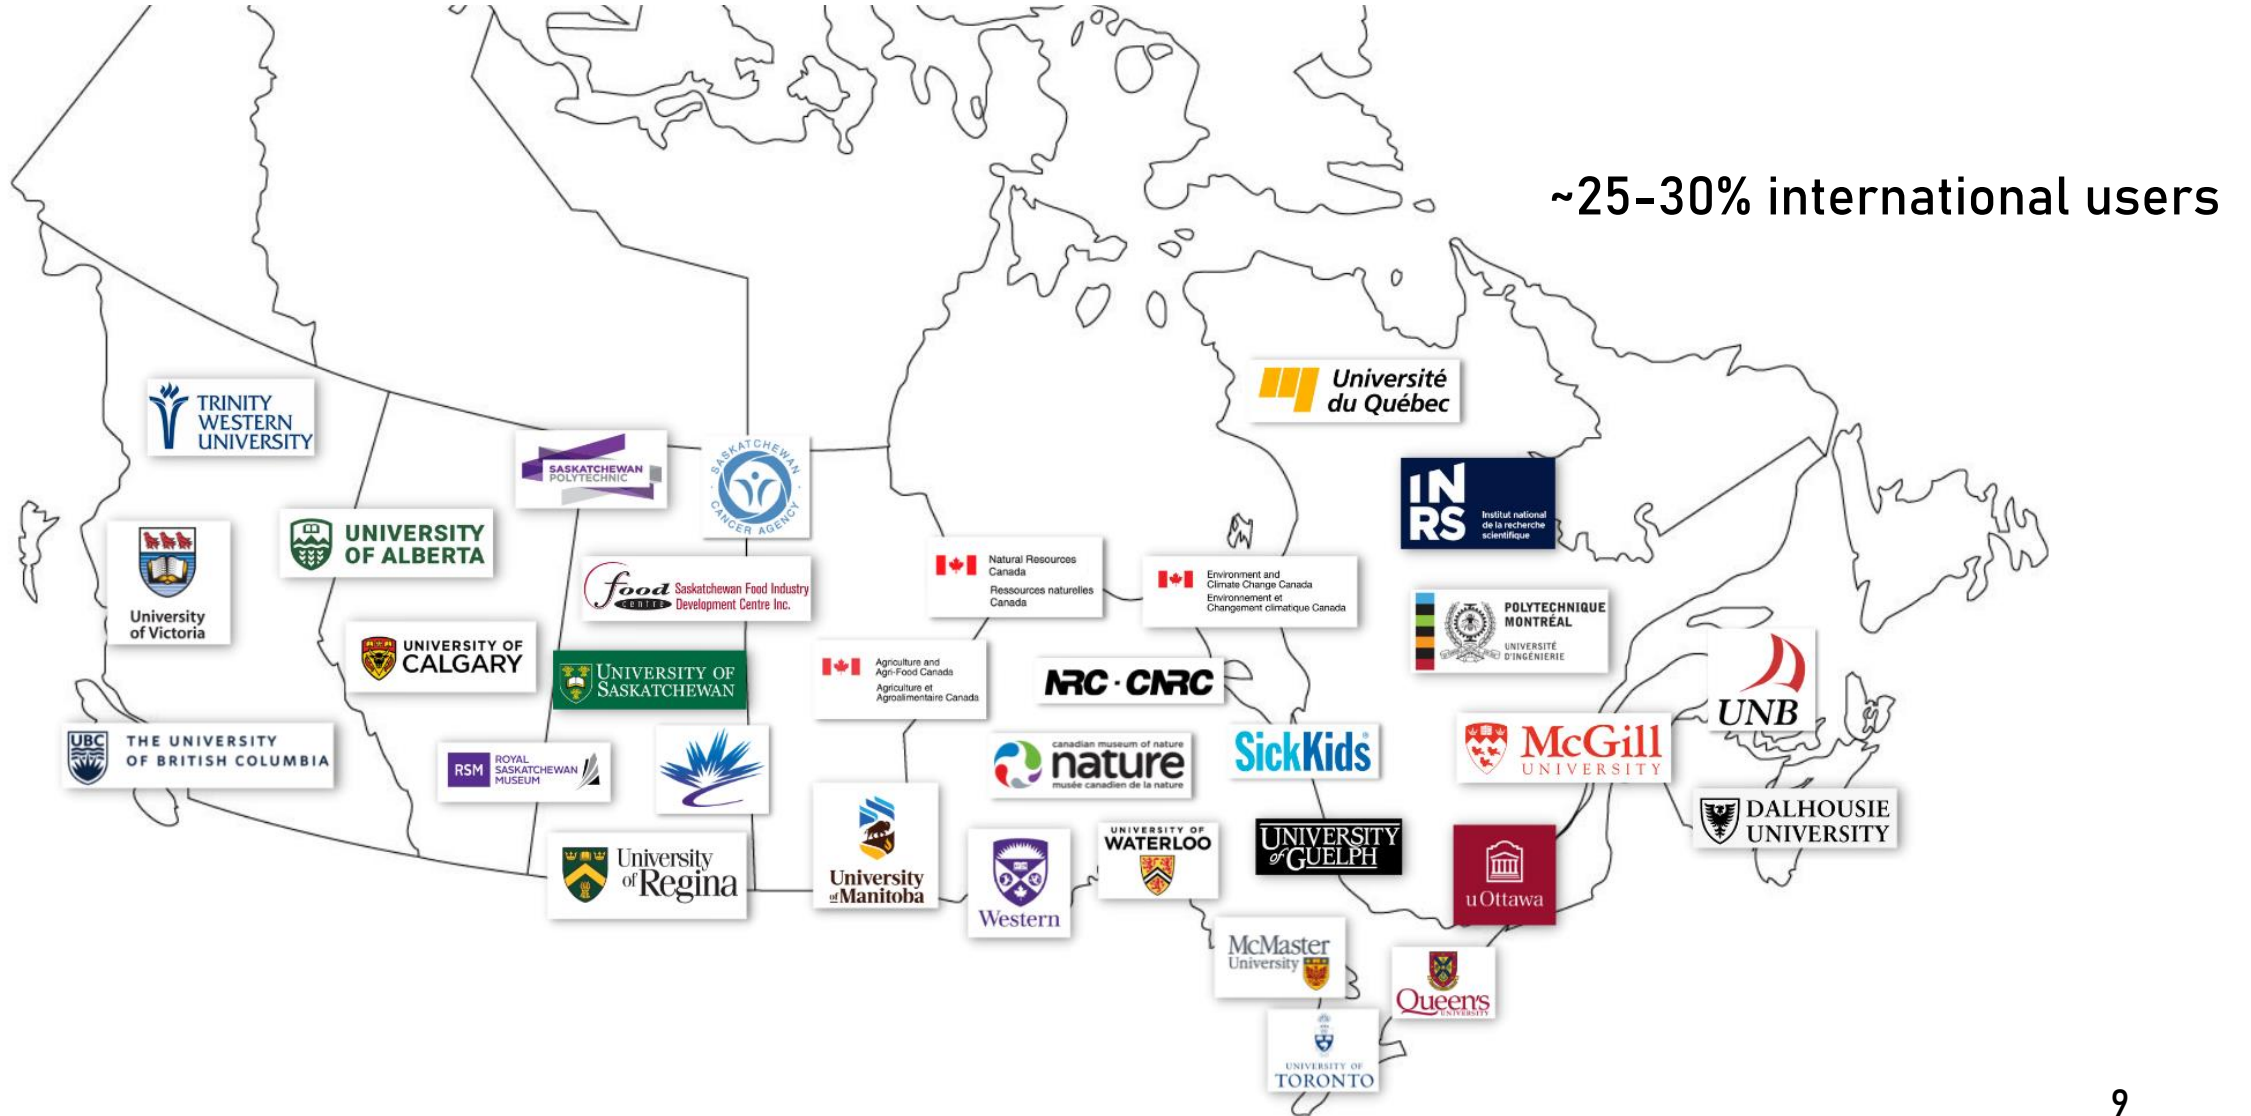 ~25-30% international users
Université
du Québec
TRINITY
WESTERN
UNIVERSITY
SASKATCHEWAN
POLYTECHNIC
SASKATCHEWAN
CANCER AGENCY
IN
RS
Institut national
de la recherche
scientifique
UNIVERSITY
OF ALBERTA
University
of Victoria
food
centre
Saskatchewan Food Industry
Development Centre Inc.
Natural Resources
Canada
Ressources naturelles
Canada
Environment and
Climate Change Canada
Environnement et
Changement climatique Canada
POLYTECHNIQUE
MONTRÉAL
UNIVERSITÉ
D'INGÉNIERIE
UNIVERSITY OF
CALGARY
UNIVERSITY OF
SASKATCHEWAN
Agriculture and
Agri-Food Canada
Agriculture et
Agroalimentaire Canada
NRC · CNRC
UNB
UBC
THE UNIVERSITY
OF BRITISH COLUMBIA
RSM
ROYAL
SASKATCHEWAN
MUSEUM
canadian museum of nature
nature
musée canadien de la nature
SickKids®
McGill
UNIVERSITY
DALHOUSIE
UNIVERSITY
University
of Regina
University
of Manitoba
Western
UNIVERSITY OF
WATERLOO
UNIVERSITY
of GUELPH
uOttawa
McMaster
University
Queen's
UNIVERSITY
UNIVERSITY OF
TORONTO
9